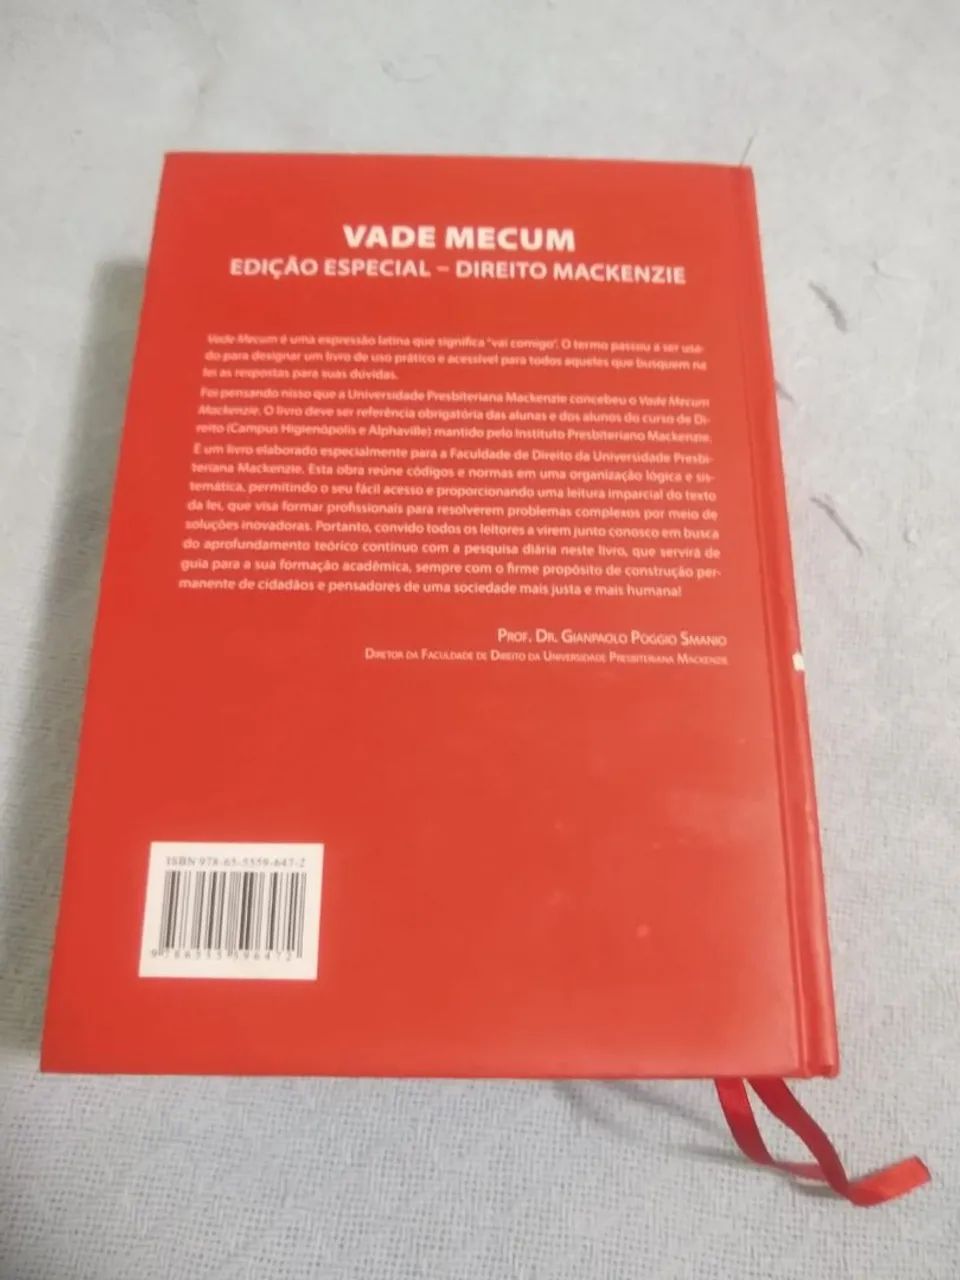 VADE MECUM
EDIÇÃO ESPECIAL – DIREITO MACKENZIE
Vade Mecum é uma expressão latina que significa "vai comigo". O termo passou a ser usa-
do para designar um livro de uso prático e acessível para todos aqueles que busquem na
lei as respostas para suas dúvidas.
Foi pensando nisso que a Universidade Presbiteriana Mackenzie concebeu o Vade Mecum
Mackenzie. O livro deve ser referência obrigatória das alunas e dos alunos do curso de Di-
reito (Campus Higienópolis e Alphaville) mantido pelo Instituto Presbiteriano Mackenzie.
É um livro elaborado especialmente para a Faculdade de Direito da Universidade Presbi-
teriana Mackenzie. Esta obra reúne códigos e normas em uma organização lógica e sis-
temática, permitindo o seu fácil acesso e proporcionando uma leitura imparcial do texto
da lei, que visa formar profissionais para resolverem problemas complexos por meio de
soluções inovadoras. Portanto, convido todos os leitores a virem junto conosco em busca
do aprofundamento teórico contínuo com a pesquisa diária neste livro, que servirá de
guia para a sua formação acadêmica, sempre com o firme propósito de construção per-
manente de cidadãos e pensadores de uma sociedade mais justa e mais humana!
PROF. DR. GIANPAOLO POGGIO SMANIO
DIRETOR DA FACULDADE DE DIREITO DA UNIVERSIDADE PRESBITERIANA MACKENZIE
ISBN 978-65-5559-647-2
9 786555 596472